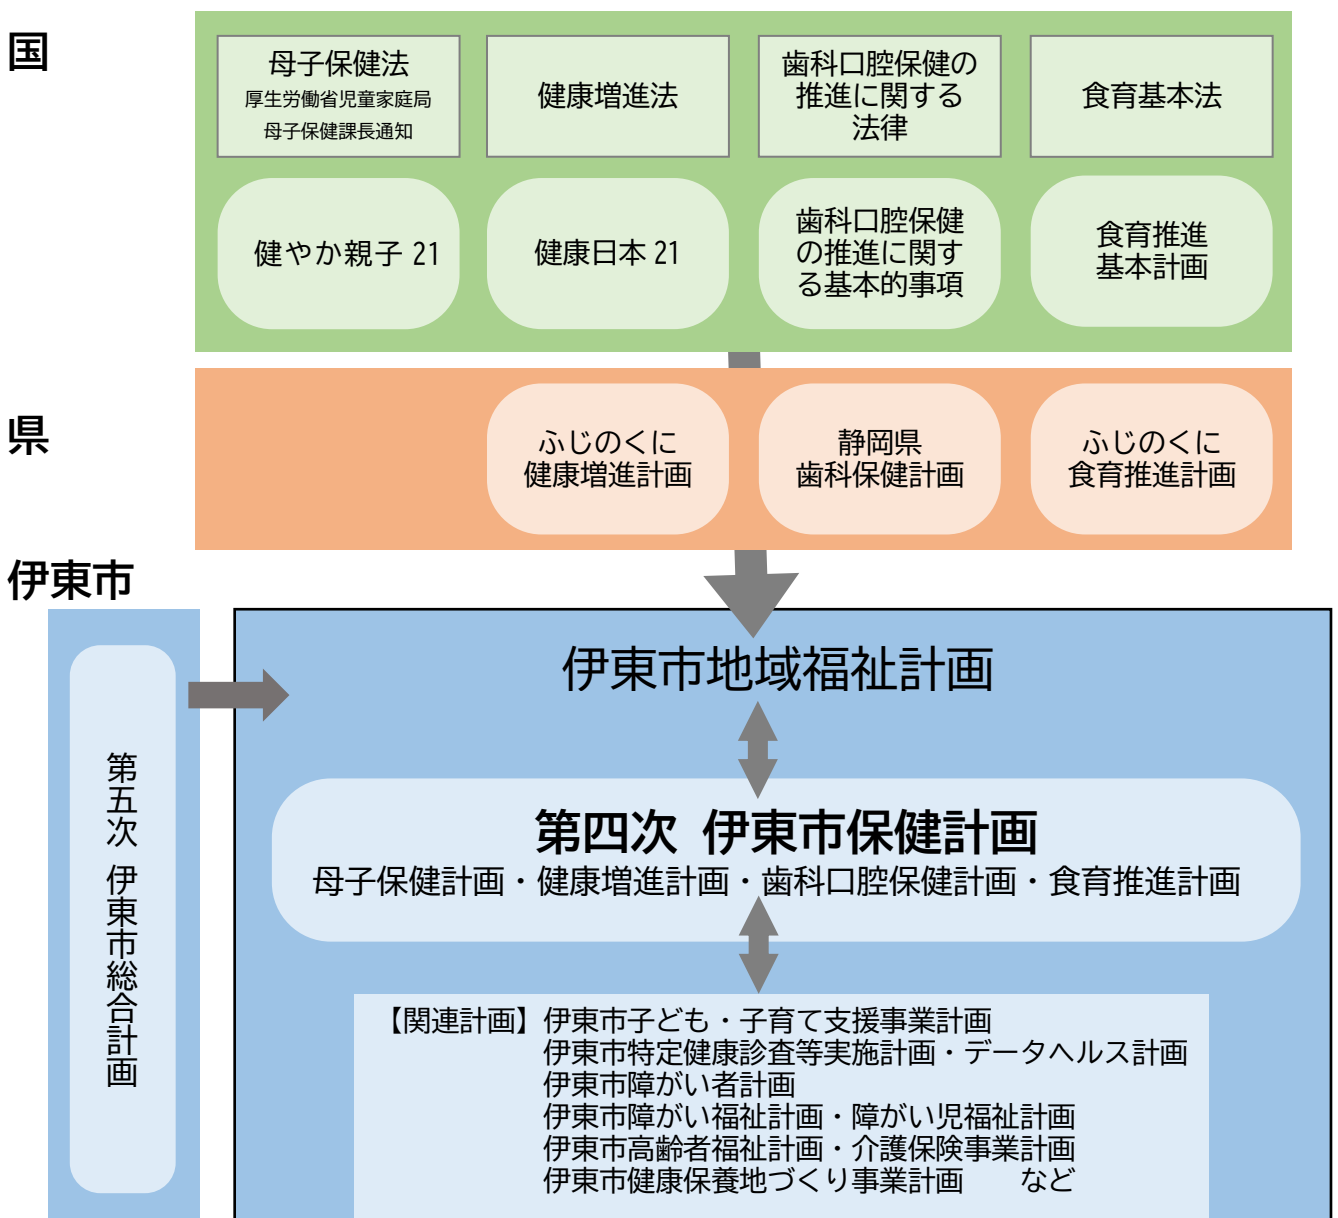 国
母子保健法
厚生労働省児童家庭局
母子保健課長通知
健康増進法
歯科口腔保健の
推進に関する
法律
食育基本法
健やか親子 21
健康日本 21
歯科口腔保健
の推進に関す
る基本的事項
食育推進
基本計画
県
ふじのくに
健康増進計画
静岡県
歯科保健計画
ふじのくに
食育推進計画
伊東市
第五次 伊東市総合計画
伊東市地域福祉計画
第四次 伊東市保健計画
母子保健計画・健康増進計画・歯科口腔保健計画・食育推進計画
【関連計画】伊東市子ども・子育て支援事業計画
伊東市特定健康診査等実施計画・データヘルス計画
伊東市障がい者計画
伊東市障がい福祉計画・障がい児福祉計画
伊東市高齢者福祉計画・介護保険事業計画
伊東市健康保養地づくり事業計画　　など